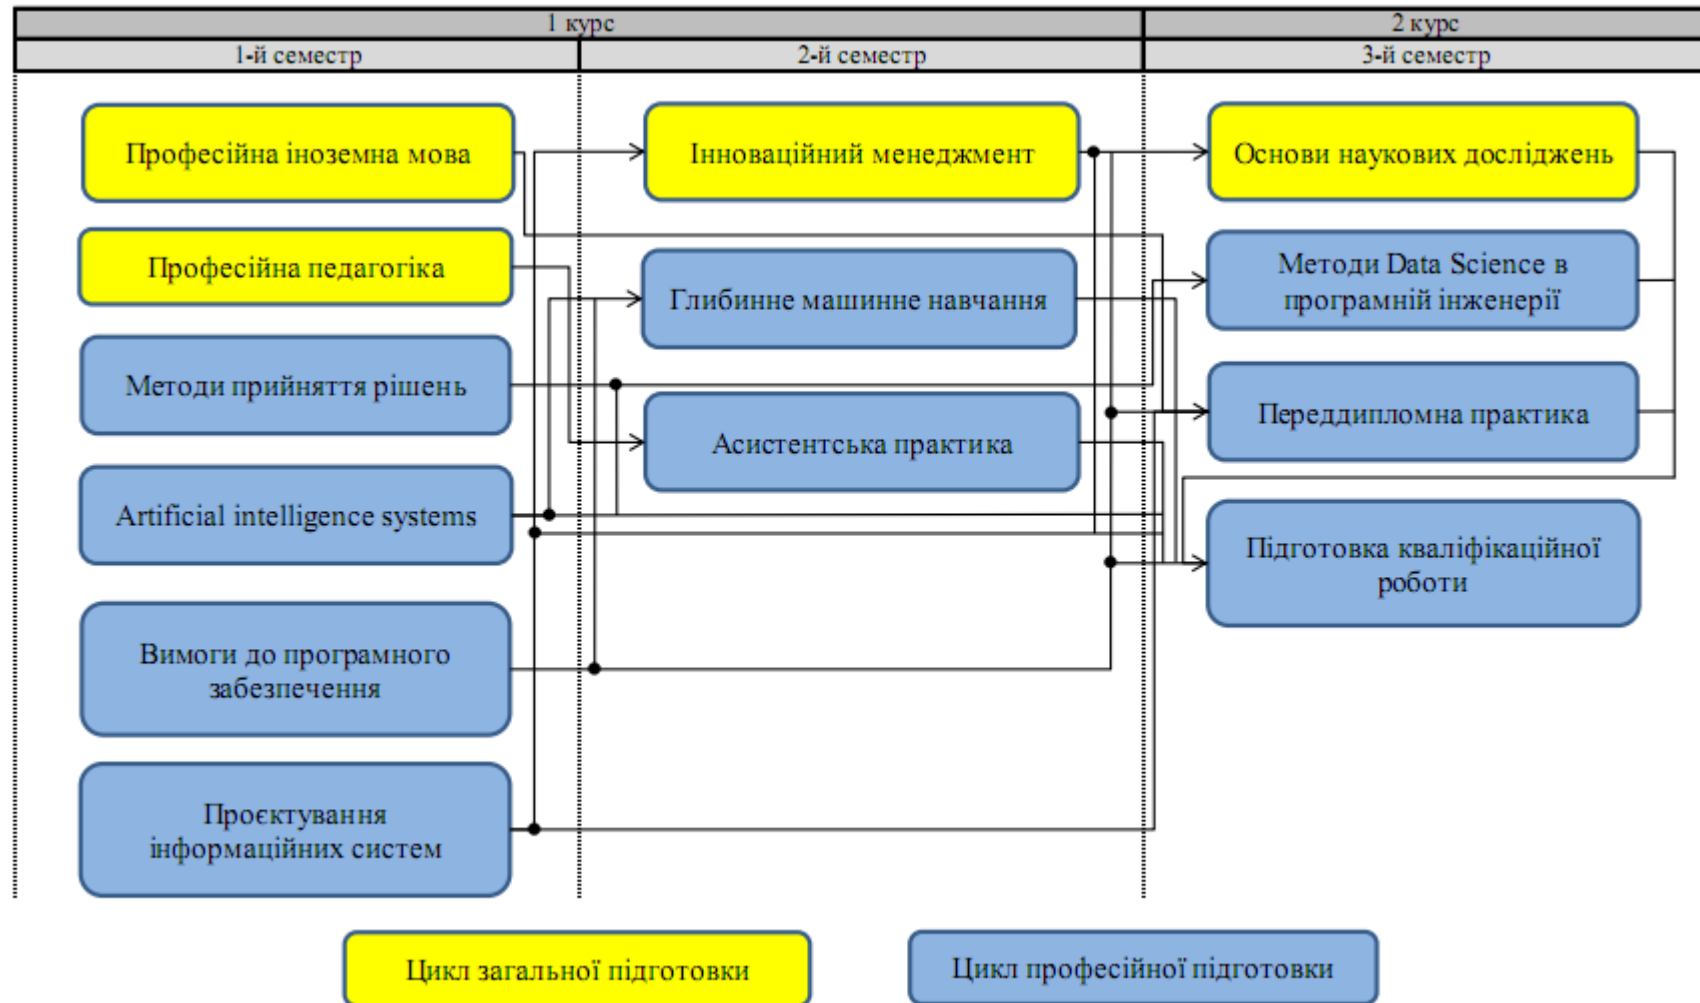 1 курс
2 курс
1-й семестр
2-й семестр
3-й семестр
Професійна іноземна мова
Інноваційний менеджмент
Основи наукових досліджень
Професійна педагогіка
Глибинне машинне навчання
Методи Data Science в
програмній інженерії
Методи прийняття рішень
Асистентська практика
Переддипломна практика
Artificial intelligence systems
Підготовка кваліфікаційної
роботи
Вимоги до програмного
забезпечення
Проєктування
інформаційних систем
Цикл загальної підготовки
Цикл професійної підготовки